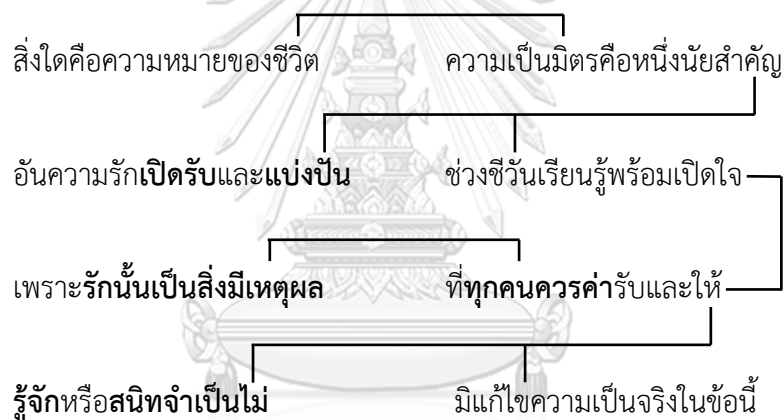 สิ่งใดคือความหมายของชีวิต ความเป็นมิตรคือหนึ่งนัยสำคัญ
อันความรักเปิดรับและแบ่งปัน ช่วงชีวันเรียนรู้พร้อมเปิดใจ
เพราะรักนั้นเป็นสิ่งมีเหตุผล ที่ทุกคนควรค่ารับและให้
รู้จักหรือสนิทจำเป็นไม่ มิแก้ไขความเป็นจริงในข้อนี้